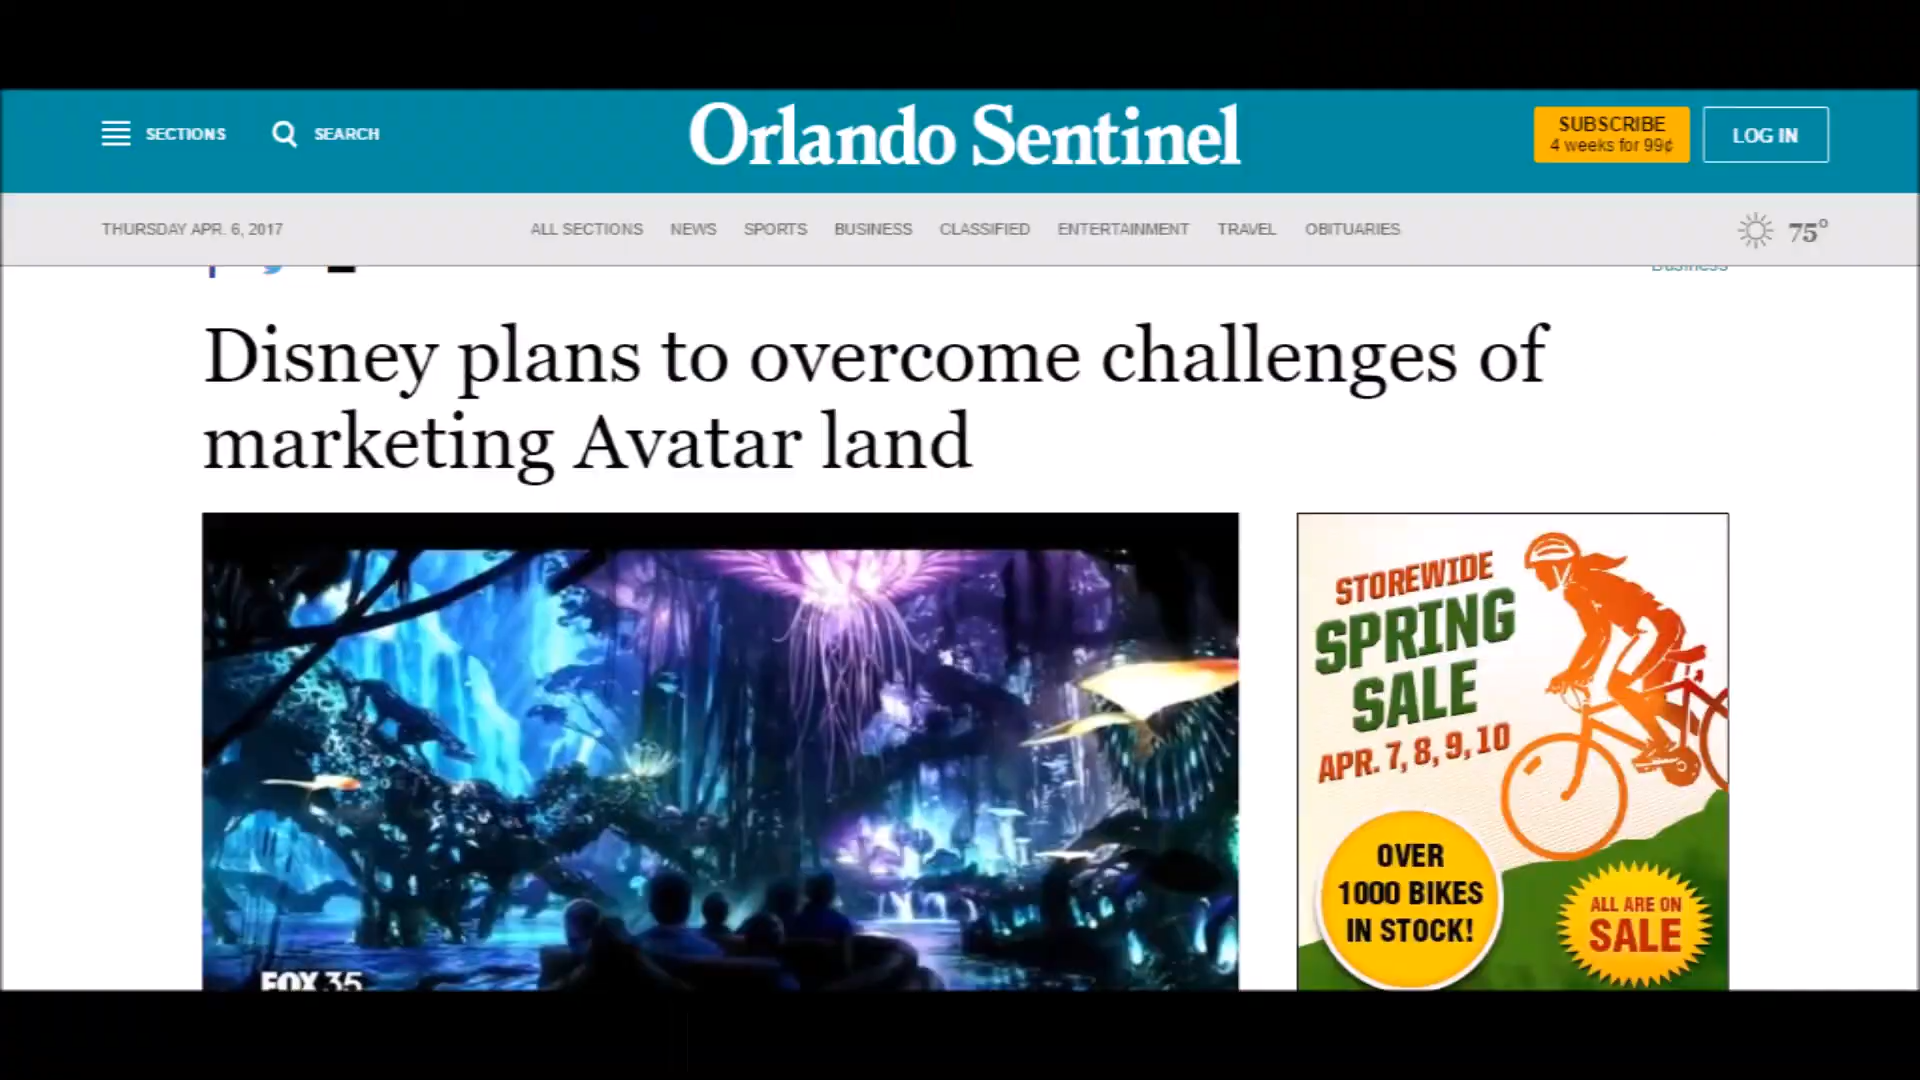 SECTIONS
SEARCH
Orlando Sentinel
SUBSCRIBE
4 weeks for 99¢
LOG IN
THURSDAY APR. 6, 2017
ALL SECTIONS
NEWS
SPORTS
BUSINESS
CLASSIFIED
ENTERTAINMENT
TRAVEL
OBITUARIES
75°
Business
Disney plans to overcome challenges of
marketing Avatar land
FOX 35
STOREWIDE
SPRING
SALE
APR. 7, 8, 9, 10
OVER
1000 BIKES
IN STOCK!
ALL ARE ON
SALE